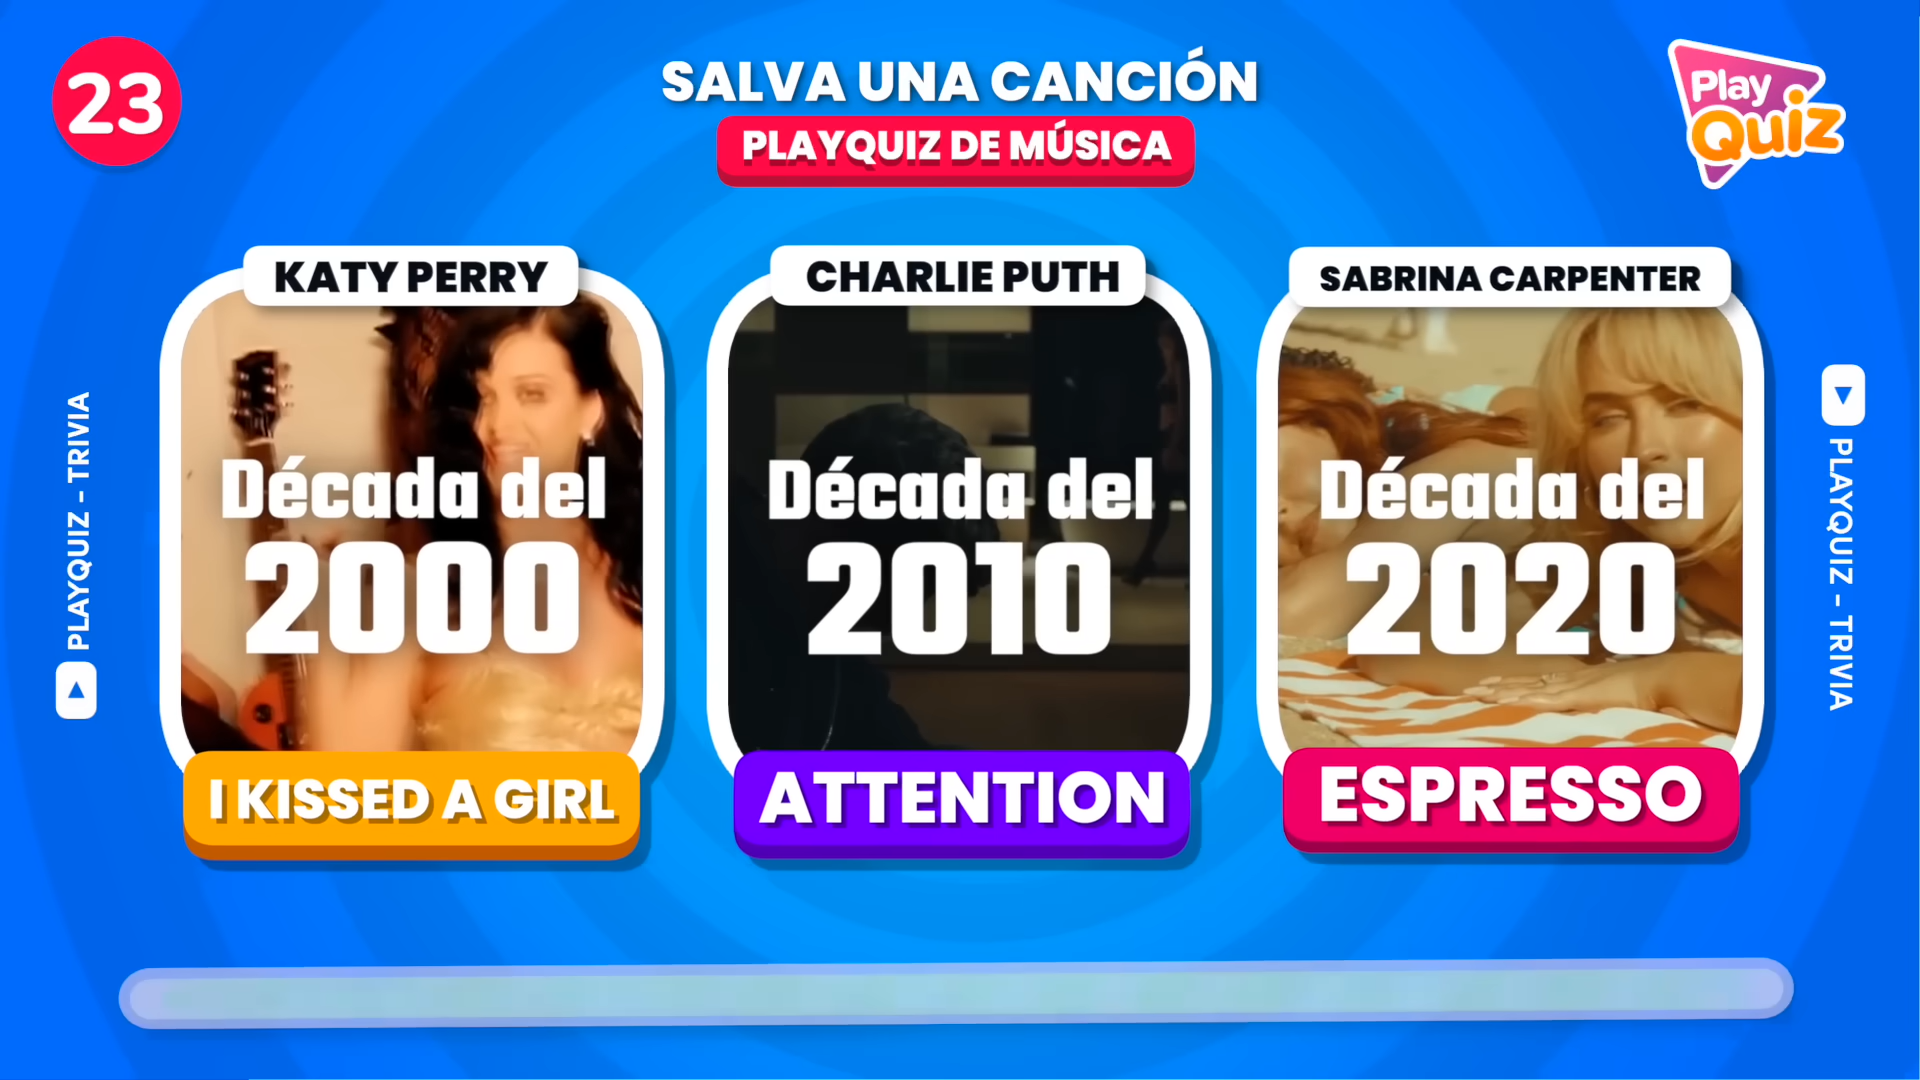 23
SALVA UNA CANCIÓN
PLAYQUIZ DE MÚSICA
Play
Quiz
KATY PERRY
CHARLIE PUTH
SABRINA CARPENTER
Década del
2000
Década del
2010
Década del
2020
I KISSED A GIRL
ATTENTION
ESPRESSO
PLAYQUIZ - TRIVIA
PLAYQUIZ - TRIVIA